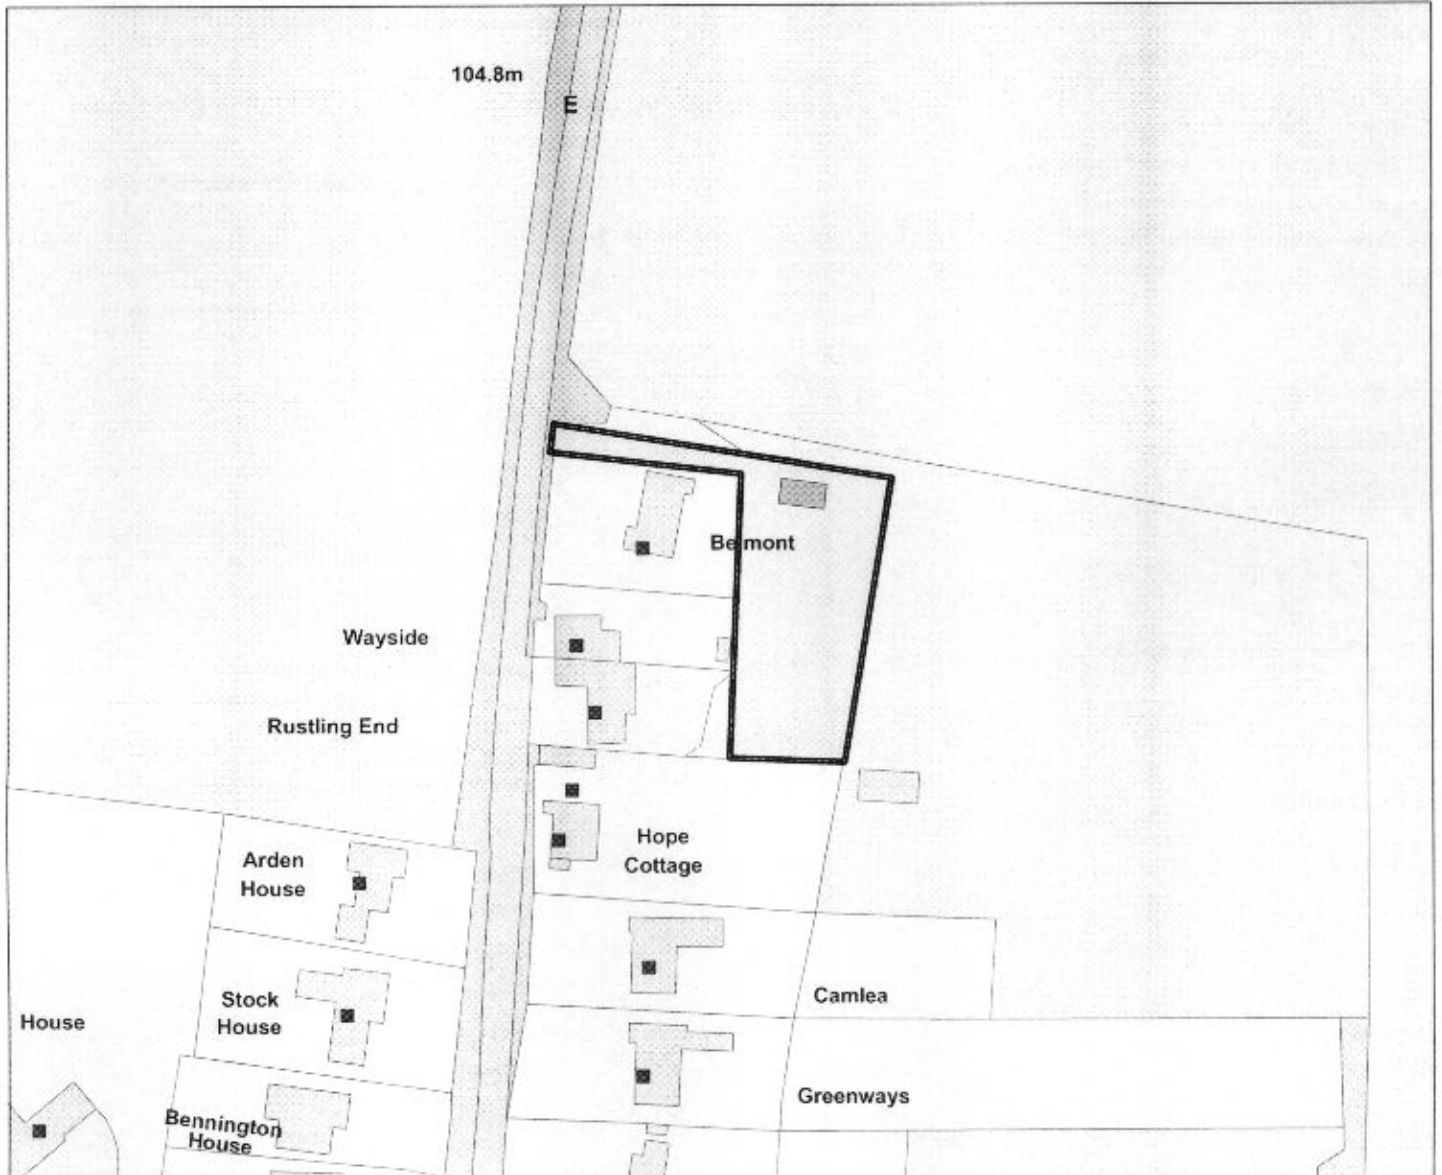 104.8m
E
Belmont
Wayside
Rustling End
Hope
Cottage
Arden
House
Stock
House
Camlea
House
Greenways
Bennington
House